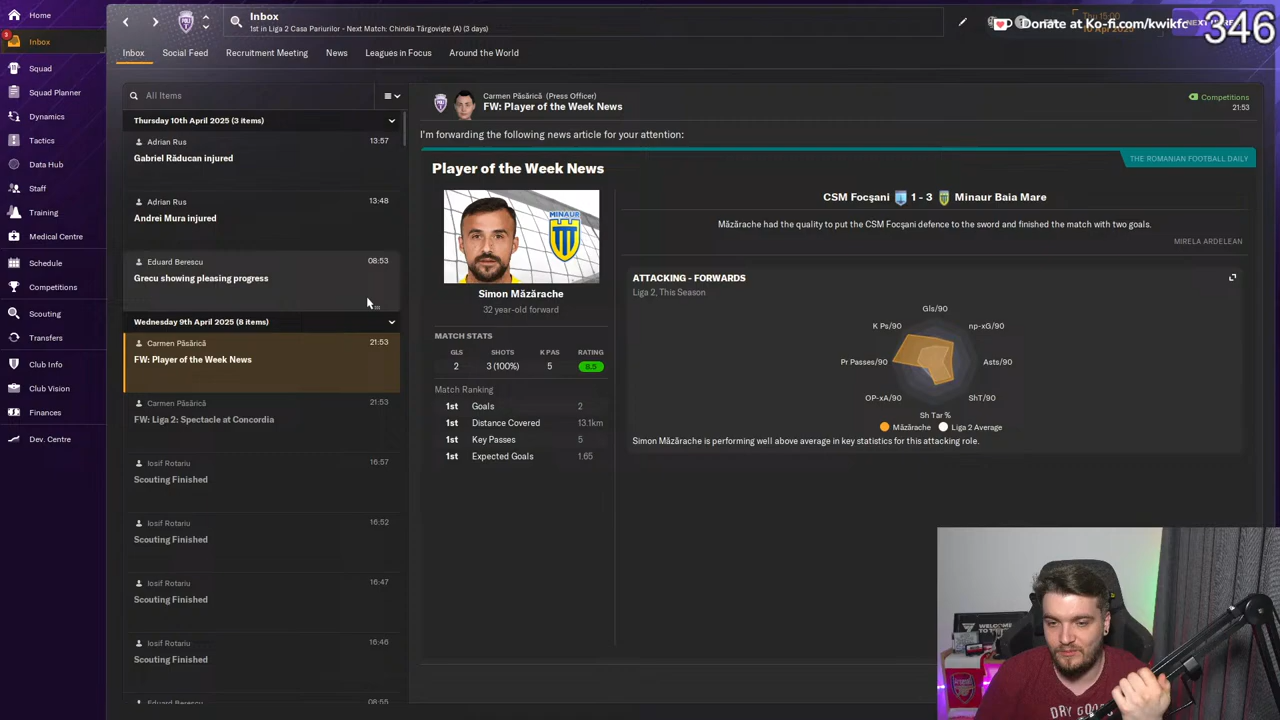 Home
3
Inbox
Squad
Squad Planner
Dynamics
Tactics
Data Hub
Staff
Training
Medical Centre
Schedule
Competitions
Scouting
Transfers
Club Info
Club Vision
Finances
Dev. Centre
POLI
Inbox
1st in Liga 2 Casa Pariurilor - Next Match: Chindia Târgoviște (A) (3 days)
Donate at Ko-fi.com/kwikfc
346
Inbox
Social Feed
Recruitment Meeting
News
Leagues in Focus
Around the World
All Items
Thursday 10th April 2025 (3 items)
Adrian Rus 13:57
Gabriel Răducan injured
Adrian Rus 13:48
Andrei Mura injured
Eduard Berescu 08:53
Grecu showing pleasing progress
Wednesday 9th April 2025 (8 items)
Carmen Păsărică 21:53
FW: Player of the Week News
Carmen Păsărică 21:53
FW: Liga 2: Spectacle at Concordia
Iosif Rotariu 16:57
Scouting Finished
Iosif Rotariu 16:52
Scouting Finished
Iosif Rotariu 16:47
Scouting Finished
Iosif Rotariu 16:46
Scouting Finished
Eduard Berescu 08:55
Carmen Păsărică (Press Officer)
FW: Player of the Week News
Competitions
21:53
I'm forwarding the following news article for your attention:
THE ROMANIAN FOOTBALL DAILY
Player of the Week News
MINAUR
Simon Măzărache
32 year-old forward
MATCH STATS
GLS SHOTS K PAS RATING
2 3 (100%) 5 8.5
Match Ranking
1st Goals 2
1st Distance Covered 13.1km
1st Key Passes 5
1st Expected Goals 1.65
CSM Focşani 1 - 3 Minaur Baia Mare
Măzărache had the quality to put the CSM Focşani defence to the sword and finished the match with two goals.
MIRELA ARDELEAN
ATTACKING - FORWARDS
Liga 2, This Season
Gls/90
K Ps/90
np-xG/90
Pr Passes/90
Asts/90
OP-xA/90
ShT/90
Sh Tar %
Măzărache
Liga 2 Average
Simon Măzărache is performing well above average in key statistics for this attacking role.